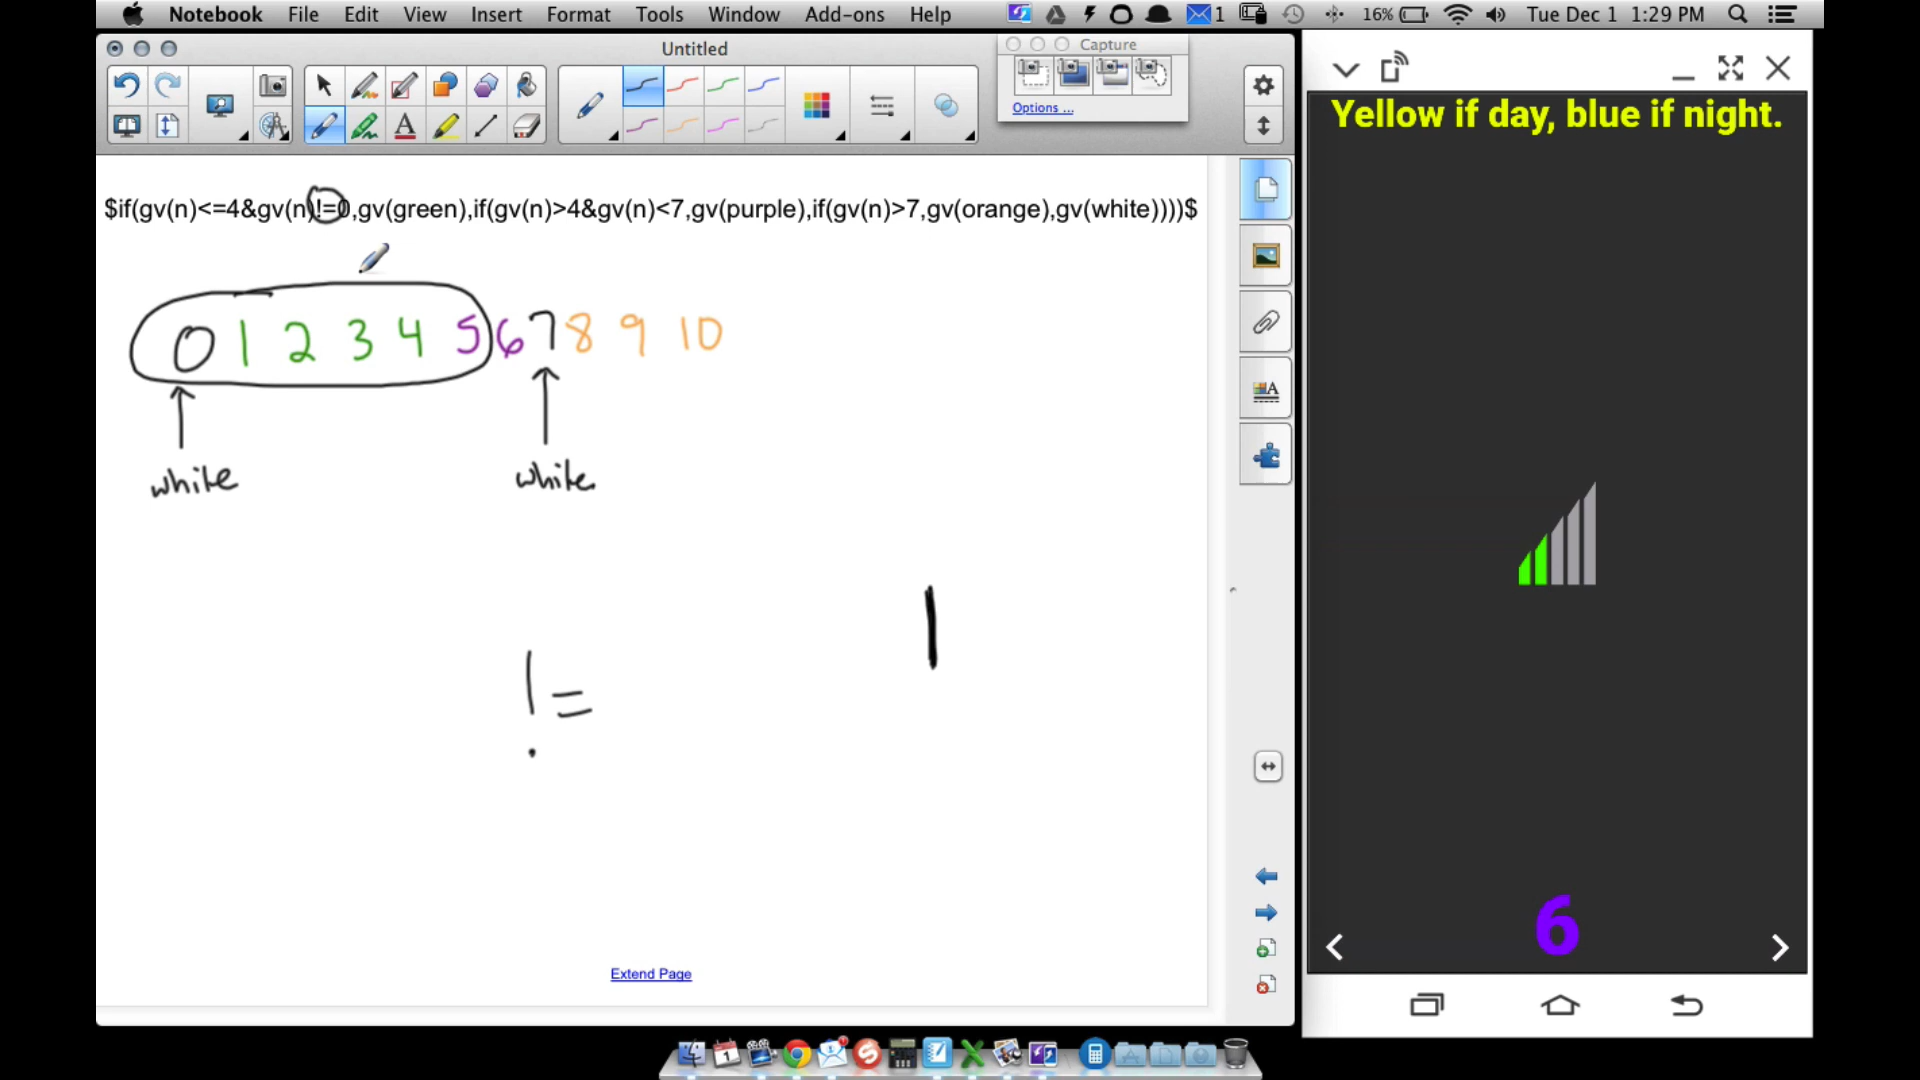 Notebook File Edit View Insert Format Tools Window Add-ons Help 1 16% Tue Dec 1 1:29 PM
Untitled
Capture
Options ...
Yellow if day, blue if night.
$if(gv(n)<=4&gv(n)!=0,gv(green),if(gv(n)>4&gv(n)<7,gv(purple),if(gv(n)>7,gv(orange),gv(white))))$
0 1 2 3 4 5 6 7 8 9 10
white white
!=
6
Extend Page